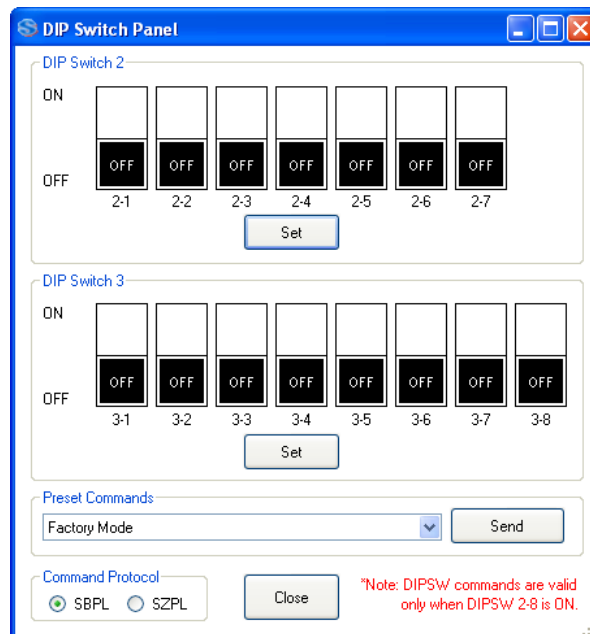 DIP Switch Panel
DIP Switch 2
ON
OFF OFF OFF OFF OFF OFF OFF
OFF
2-1 2-2 2-3 2-4 2-5 2-6 2-7
Set
DIP Switch 3
ON
OFF OFF OFF OFF OFF OFF OFF OFF
OFF
3-1 3-2 3-3 3-4 3-5 3-6 3-7 3-8
Set
Preset Commands
Factory Mode
Send
Command Protocol
SBPL SZPL
Close
*Note: DIPSW commands are valid
only when DIPSW 2-8 is ON.